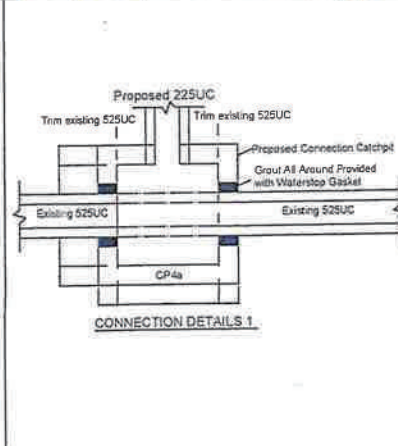 Proposed 225UC
Trim existing 525UC
Trim existing 525UC
Proposed Connection Catchpit
Grout All Around Provided
with Waterstop Gasket
Existing 525UC
Existing 525UC
CP4a
CONNECTION DETAILS 1